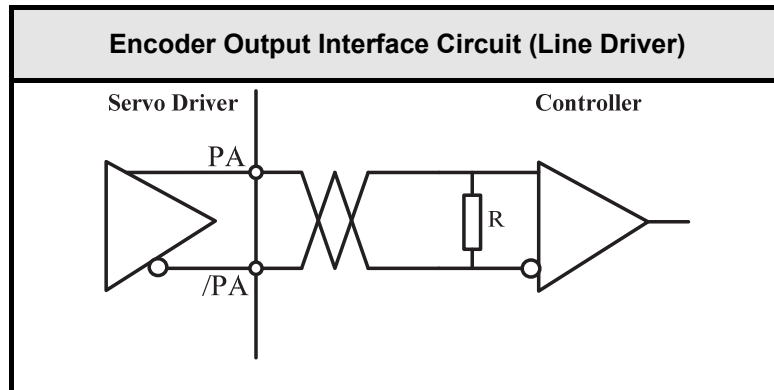 Encoder Output Interface Circuit (Line Driver)
Servo Driver
Controller
PA
R
/PA